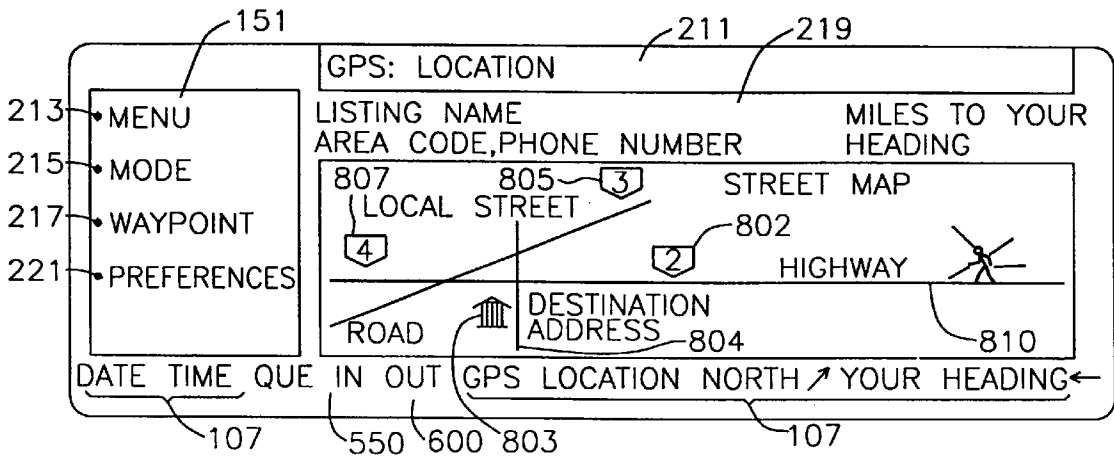 151
211
219
GPS: LOCATION
213 MENU
LISTING NAME
MILES TO YOUR
AREA CODE,PHONE NUMBER
HEADING
215 MODE
807
805
3
STREET MAP
LOCAL STREET
217 WAYPOINT
4
2
802
221 PREFERENCES
HIGHWAY
DESTINATION
ADDRESS
ROAD
804
810
DATE TIME QUE IN OUT GPS LOCATION NORTH↗YOUR HEADING←
107
550
600
803
107